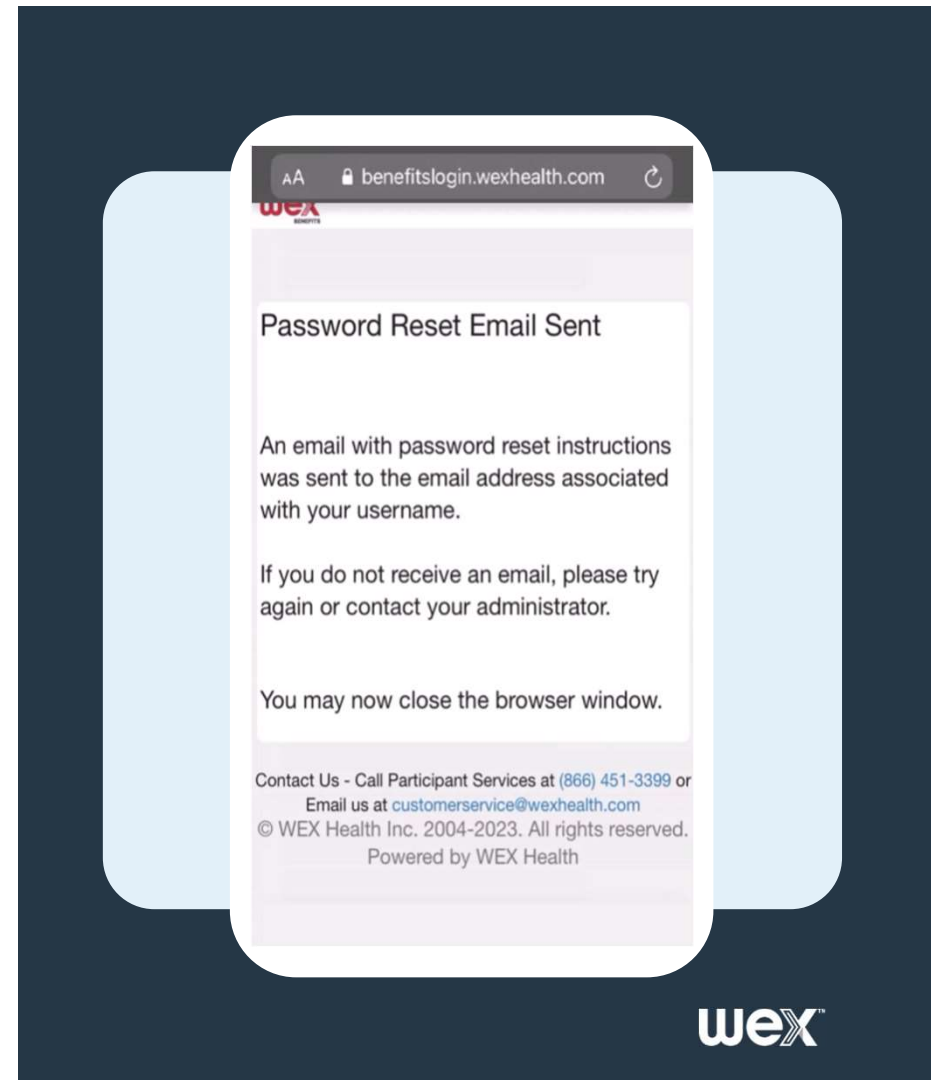 AA benefitslogin.wexhealth.com
wex
BENEFITS
Password Reset Email Sent
An email with password reset instructions
was sent to the email address associated
with your username.
If you do not receive an email, please try
again or contact your administrator.
You may now close the browser window.
Contact Us - Call Participant Services at (866) 451-3399 or
Email us at customerservice@wexhealth.com
© WEX Health Inc. 2004-2023. All rights reserved.
Powered by WEX Health
wex™